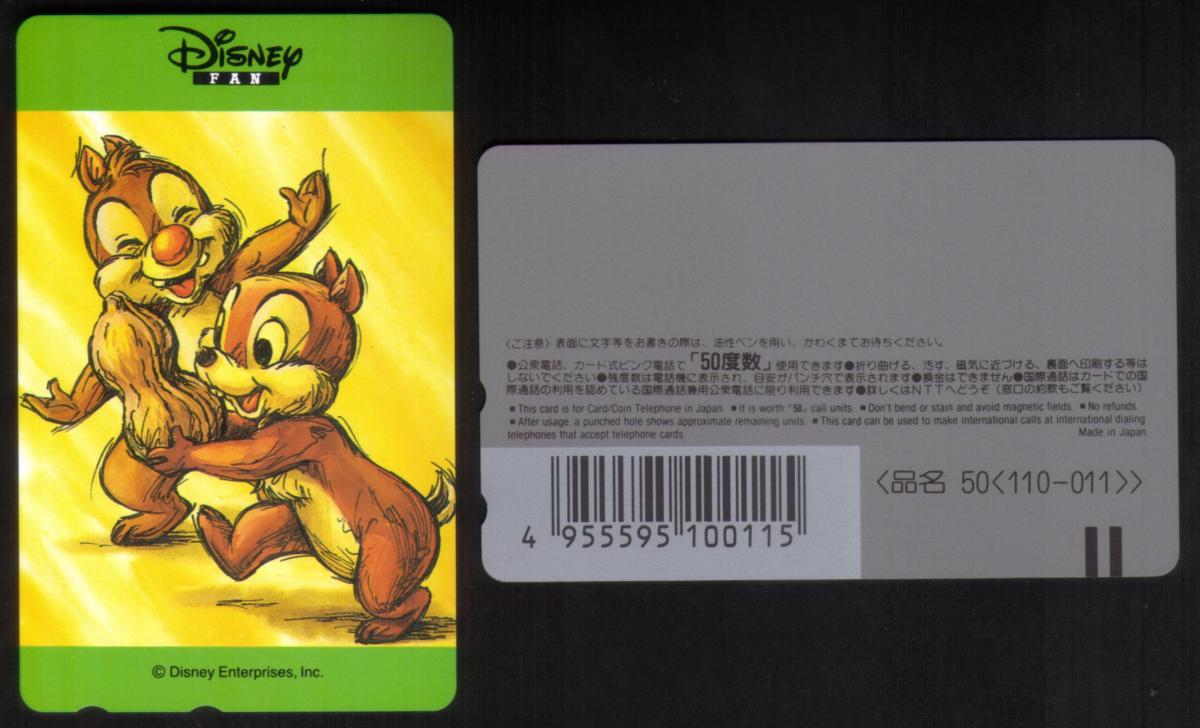 Disney
FAN
© Disney Enterprises, Inc.
〈ご注意〉表面に文字等をお書きの際は、油性ペンを用い、かわくまでお待ちください。
●公衆電話、カード式ピンク電話で「50度数」使用できます●折り曲げる、汚す、磁気に近づける、裏面へ印刷する等は
しないでください●残度数は電話機に表示され、目安がパンチ穴で表示されます●換金はできません●国際通話はカードでの国
際通話の利用を認めている国際通話兼用公衆電話に限り利用できます●詳しくはNTTへどうぞ(窓口の約款もご覧ください)
■ This card is for Card/Coin Telephone in Japan. ■ It is worth「50」call units. ■ Don't bend or stain and avoid magnetic fields. ■ No refunds.
■ After usage, a punched hole shows approximate remaining units. ■ This card can be used to make international calls at international dialing
telephones that accept telephone cards.
Made in Japan
〈品名 50〈110-011〉〉
4 955595 100115